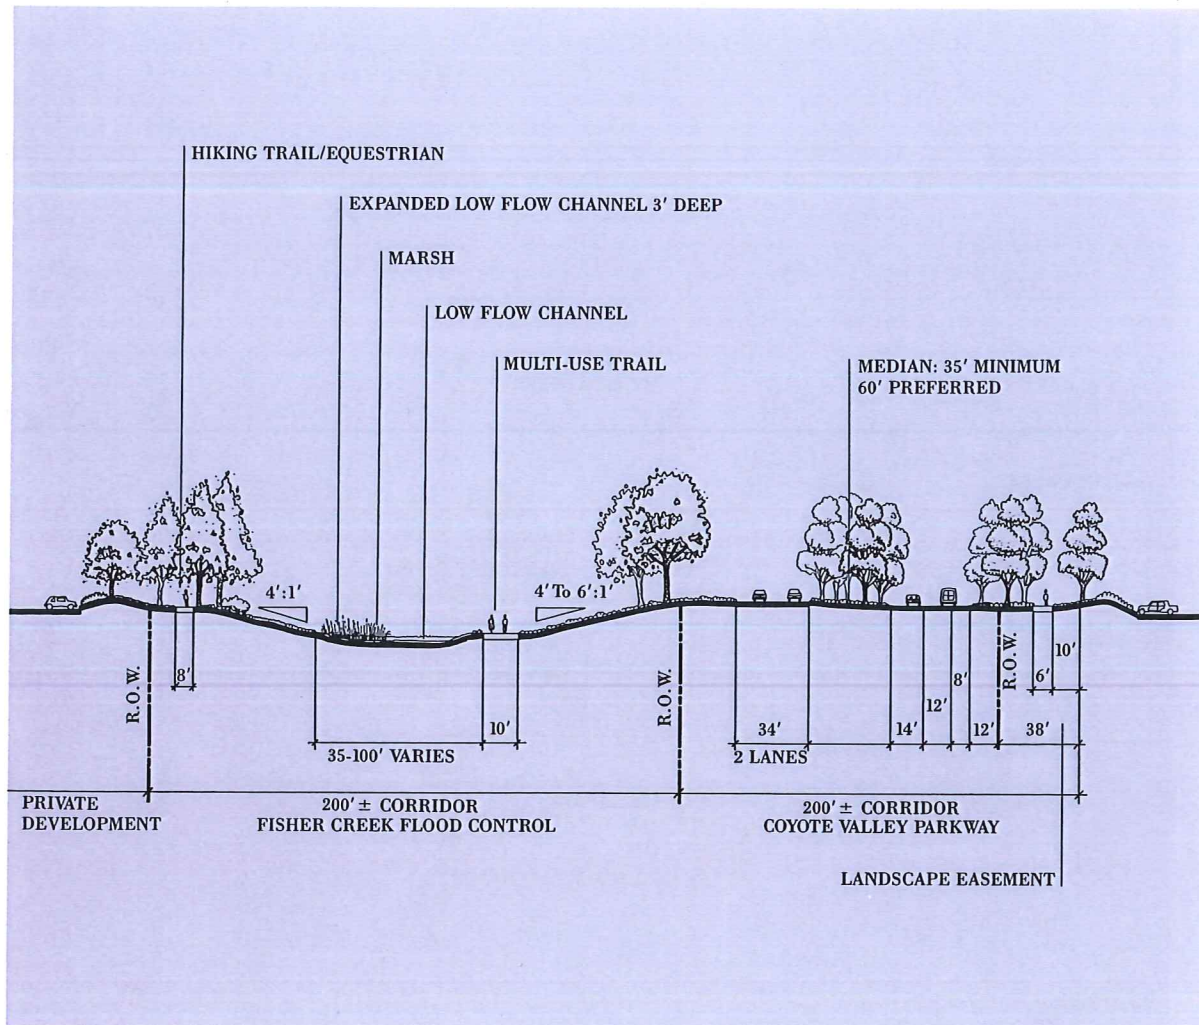 HIKING TRAIL/EQUESTRIAN
EXPANDED LOW FLOW CHANNEL 3' DEEP
MARSH
LOW FLOW CHANNEL
MULTI-USE TRAIL
MEDIAN: 35' MINIMUM
60' PREFERRED
4':1'
4' To 6':1'
R.O.W.
8'
35-100' VARIES
10'
R.O.W.
34'
2 LANES
14'
12'
8'
12'
R.O.W.
6'
10'
38'
PRIVATE
DEVELOPMENT
200' ± CORRIDOR
FISHER CREEK FLOOD CONTROL
200' ± CORRIDOR
COYOTE VALLEY PARKWAY
LANDSCAPE EASEMENT